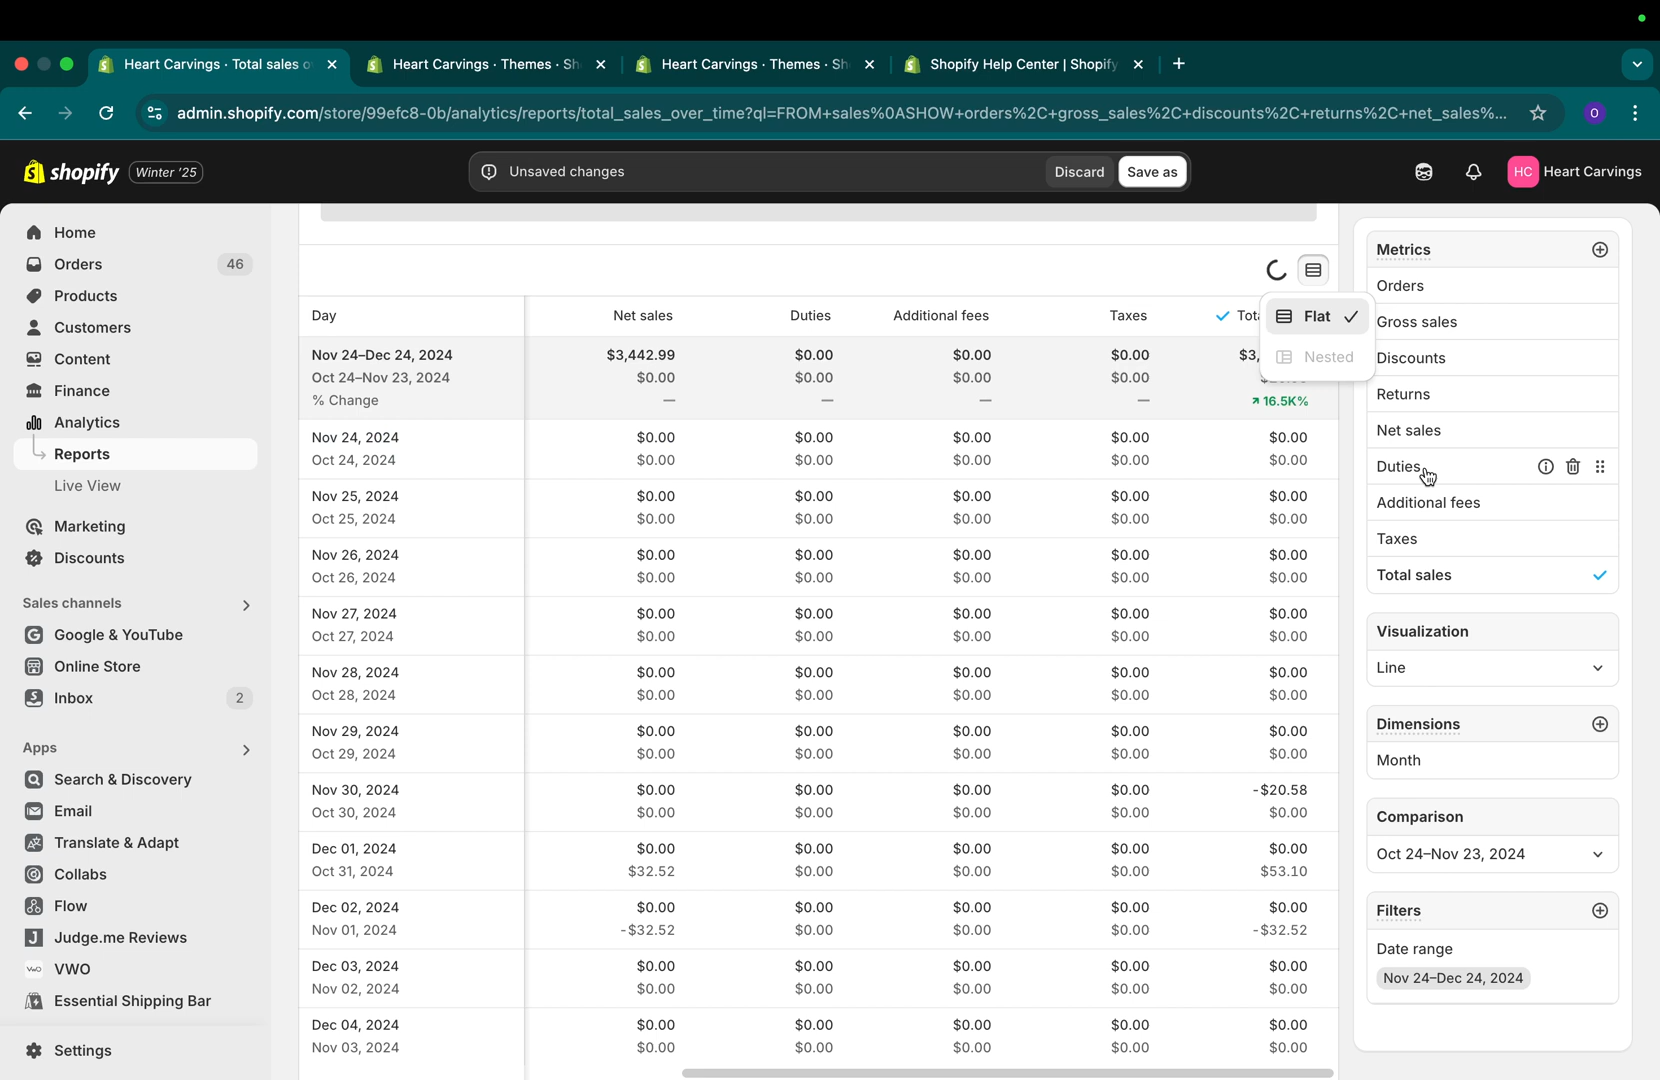 Heart Carvings · Total sales o
Heart Carvings · Themes · Sh
Heart Carvings · Themes · Sh
Shopify Help Center | Shopify
admin.shopify.com/store/99efc8-0b/analytics/reports/total_sales_over_time?ql=FROM+sales%0ASHOW+orders%2C+gross_sales%2C+discounts%2C+returns%2C+net_sales%...
O
shopify
Winter '25
Unsaved changes
Discard
Save as
HC
Heart Carvings
Home
Orders 46
Products
Customers
Content
Finance
Analytics
Reports
Live View
Marketing
Discounts
Sales channels
Google & YouTube
Online Store
Inbox 2
Apps
Search & Discovery
Email
Translate & Adapt
Collabs
Flow
Judge.me Reviews
VWO
Essential Shipping Bar
Settings
Day Net sales Duties Additional fees Taxes Tota
Nov 24–Dec 24, 2024 $3,442.99 $0.00 $0.00 $0.00 $3,
Oct 24–Nov 23, 2024 $0.00 $0.00 $0.00 $0.00
% Change — — — — 16.5K%
Nov 24, 2024 $0.00 $0.00 $0.00 $0.00 $0.00
Oct 24, 2024 $0.00 $0.00 $0.00 $0.00 $0.00
Nov 25, 2024 $0.00 $0.00 $0.00 $0.00 $0.00
Oct 25, 2024 $0.00 $0.00 $0.00 $0.00 $0.00
Nov 26, 2024 $0.00 $0.00 $0.00 $0.00 $0.00
Oct 26, 2024 $0.00 $0.00 $0.00 $0.00 $0.00
Nov 27, 2024 $0.00 $0.00 $0.00 $0.00 $0.00
Oct 27, 2024 $0.00 $0.00 $0.00 $0.00 $0.00
Nov 28, 2024 $0.00 $0.00 $0.00 $0.00 $0.00
Oct 28, 2024 $0.00 $0.00 $0.00 $0.00 $0.00
Nov 29, 2024 $0.00 $0.00 $0.00 $0.00 $0.00
Oct 29, 2024 $0.00 $0.00 $0.00 $0.00 $0.00
Nov 30, 2024 $0.00 $0.00 $0.00 $0.00 -$20.58
Oct 30, 2024 $0.00 $0.00 $0.00 $0.00 $0.00
Dec 01, 2024 $0.00 $0.00 $0.00 $0.00 $0.00
Oct 31, 2024 $32.52 $0.00 $0.00 $0.00 $53.10
Dec 02, 2024 $0.00 $0.00 $0.00 $0.00 $0.00
Nov 01, 2024 -$32.52 $0.00 $0.00 $0.00 -$32.52
Dec 03, 2024 $0.00 $0.00 $0.00 $0.00 $0.00
Nov 02, 2024 $0.00 $0.00 $0.00 $0.00 $0.00
Dec 04, 2024 $0.00 $0.00 $0.00 $0.00 $0.00
Nov 03, 2024 $0.00 $0.00 $0.00 $0.00 $0.00
Flat
Nested
Metrics
Orders
Gross sales
Discounts
Returns
Net sales
Duties
Additional fees
Taxes
Total sales
Visualization
Line
Dimensions
Month
Comparison
Oct 24–Nov 23, 2024
Filters
Date range
Nov 24–Dec 24, 2024